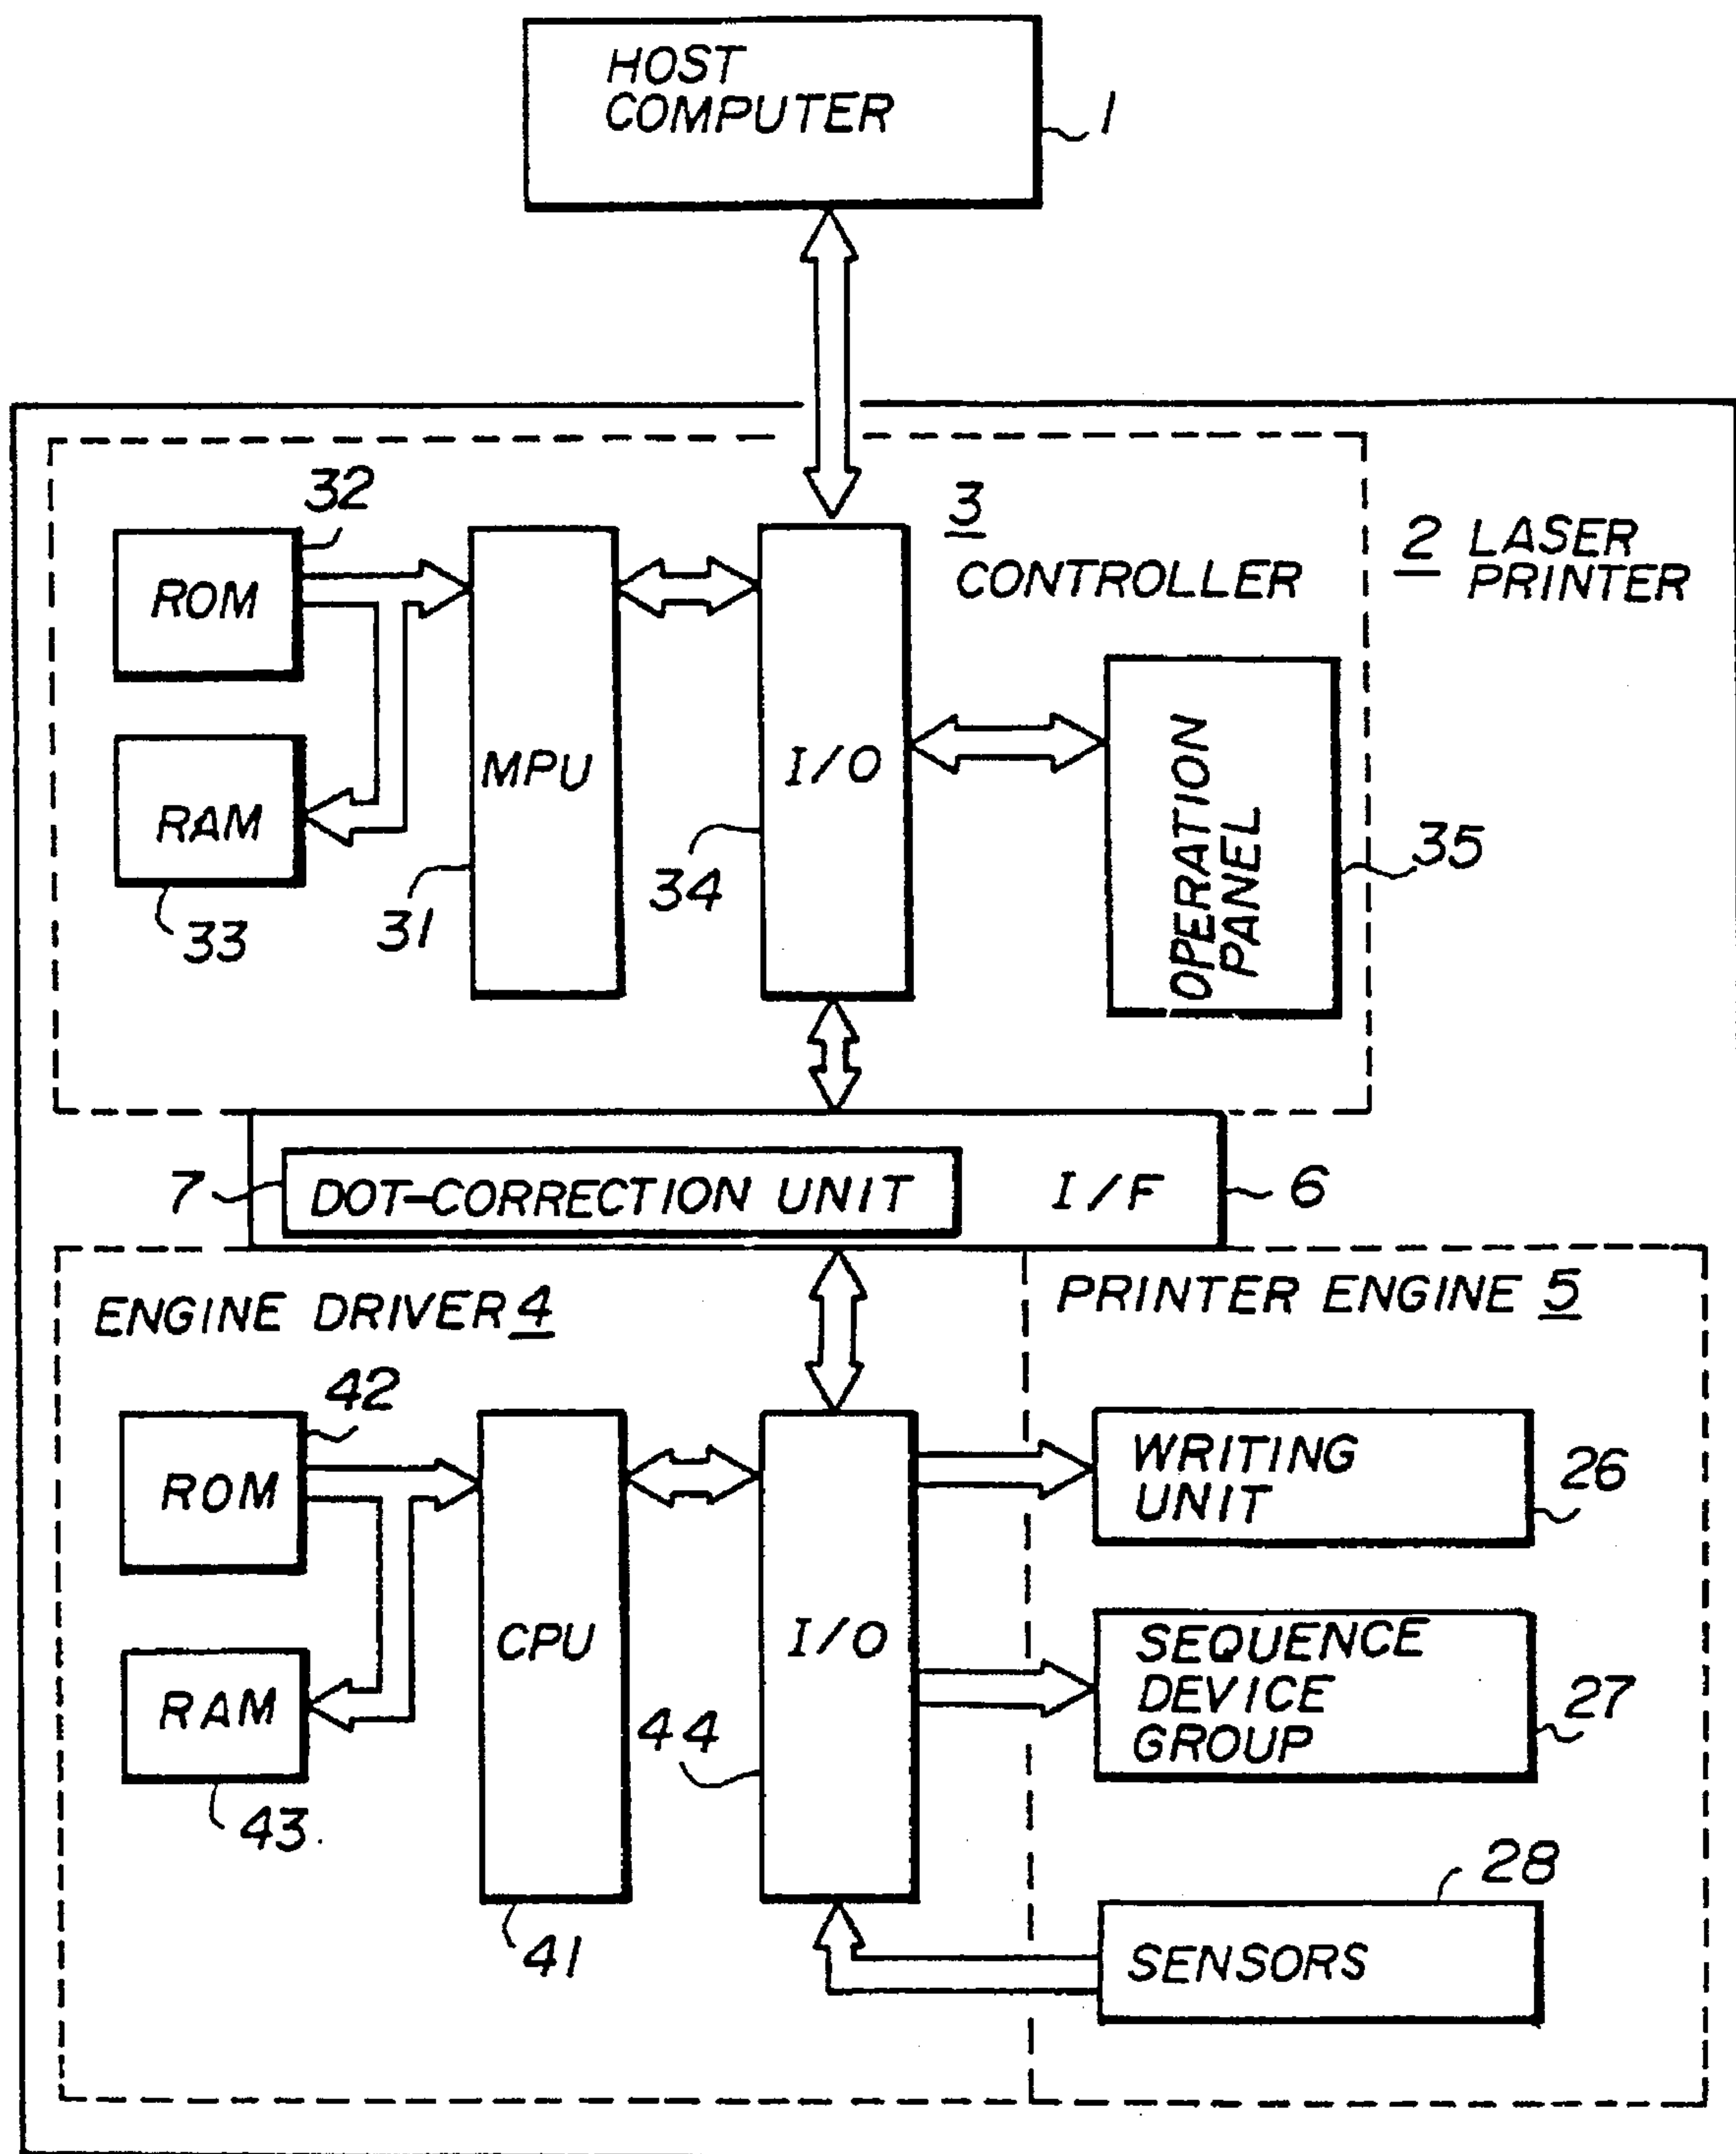 HOST
COMPUTER
1
32
3
CONTROLLER
2 LASER
PRINTER
ROM
MPU
I/O
RAM
OPERATION
PANEL
35
34
31
33
7
DOT-CORRECTION UNIT
I/F
6
ENGINE DRIVER 4
PRINTER ENGINE 5
42
ROM
WRITING
UNIT
26
CPU
I/O
SEQUENCE
DEVICE
GROUP
27
RAM
44
43
41
28
SENSORS